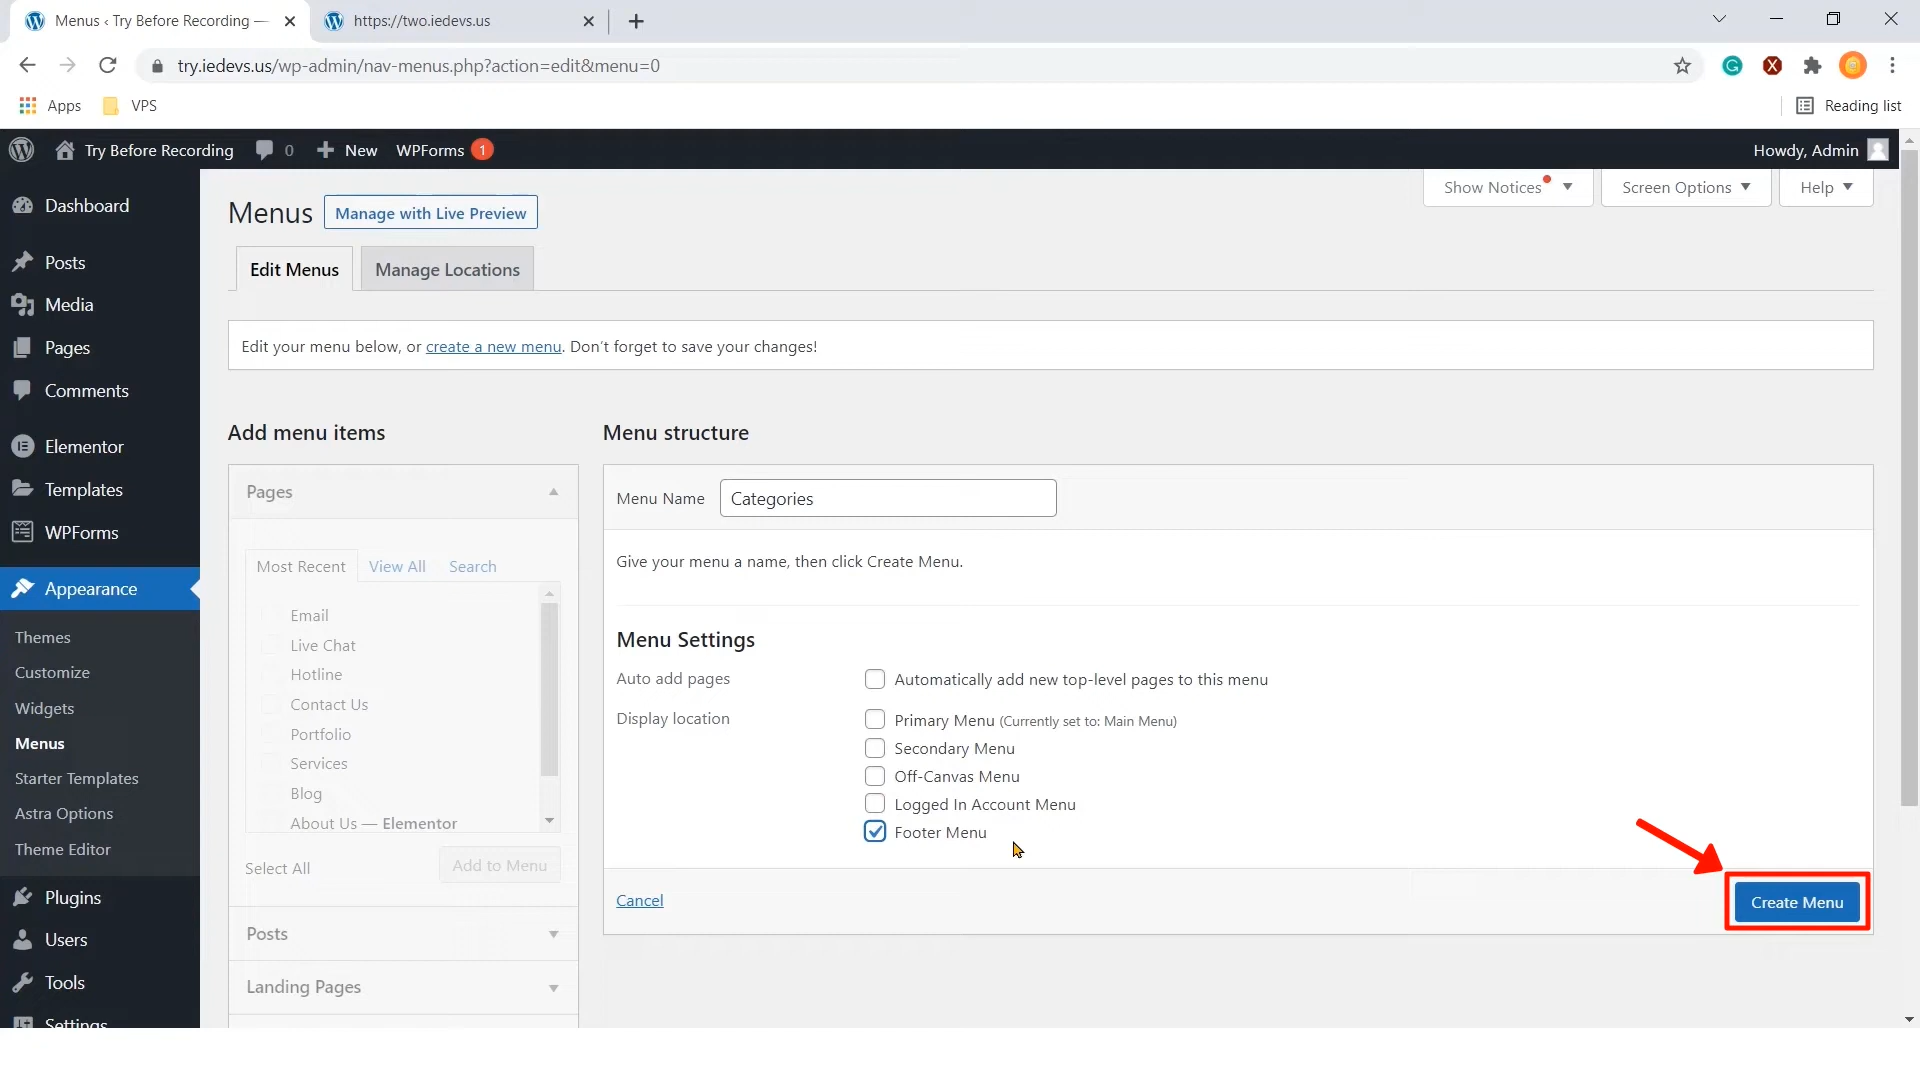 Menus ‹ Try Before Recording —
https://two.iedevs.us
try.iedevs.us/wp-admin/nav-menus.php?action=edit&menu=0
Apps
VPS
Reading list
Try Before Recording
0
New
WPForms
1
Howdy, Admin
Dashboard
Posts
Media
Pages
Comments
Elementor
Templates
WPForms
Appearance
Themes
Customize
Widgets
Menus
Starter Templates
Astra Options
Theme Editor
Plugins
Users
Tools
Settings
Show Notices
Screen Options
Help
Menus
Manage with Live Preview
Edit Menus
Manage Locations
Edit your menu below, or create a new menu. Don’t forget to save your changes!
Add menu items
Pages
Most Recent
View All
Search
Email
Live Chat
Hotline
Contact Us
Portfolio
Services
Blog
About Us — Elementor
Select All
Add to Menu
Posts
Landing Pages
Menu structure
Menu Name
Categories
Give your menu a name, then click Create Menu.
Menu Settings
Auto add pages
Automatically add new top-level pages to this menu
Display location
Primary Menu (Currently set to: Main Menu)
Secondary Menu
Off-Canvas Menu
Logged In Account Menu
Footer Menu
Cancel
Create Menu